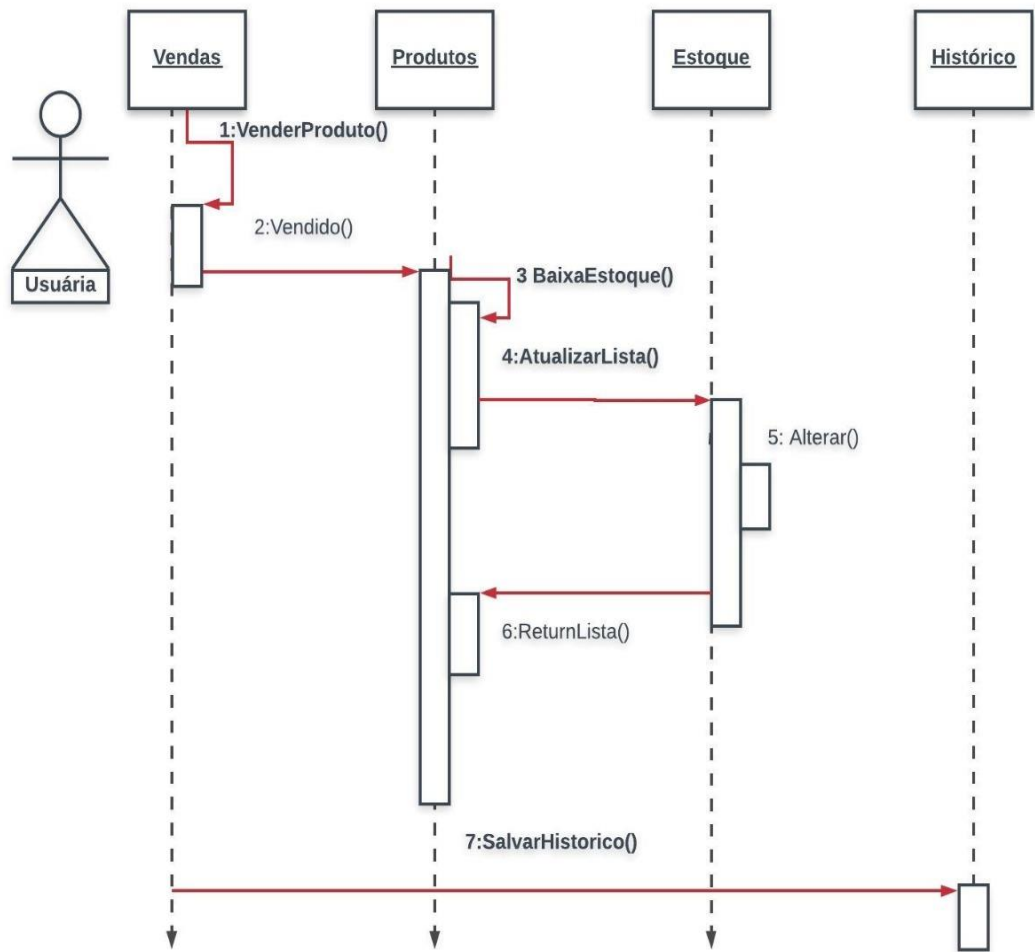 Vendas
Produtos
Estoque
Histórico
1:VenderProduto()
2:Vendido()
Usuária
3 BaixaEstoque()
4:AtualizarLista()
5: Alterar()
6:ReturnLista()
7:SalvarHistorico()